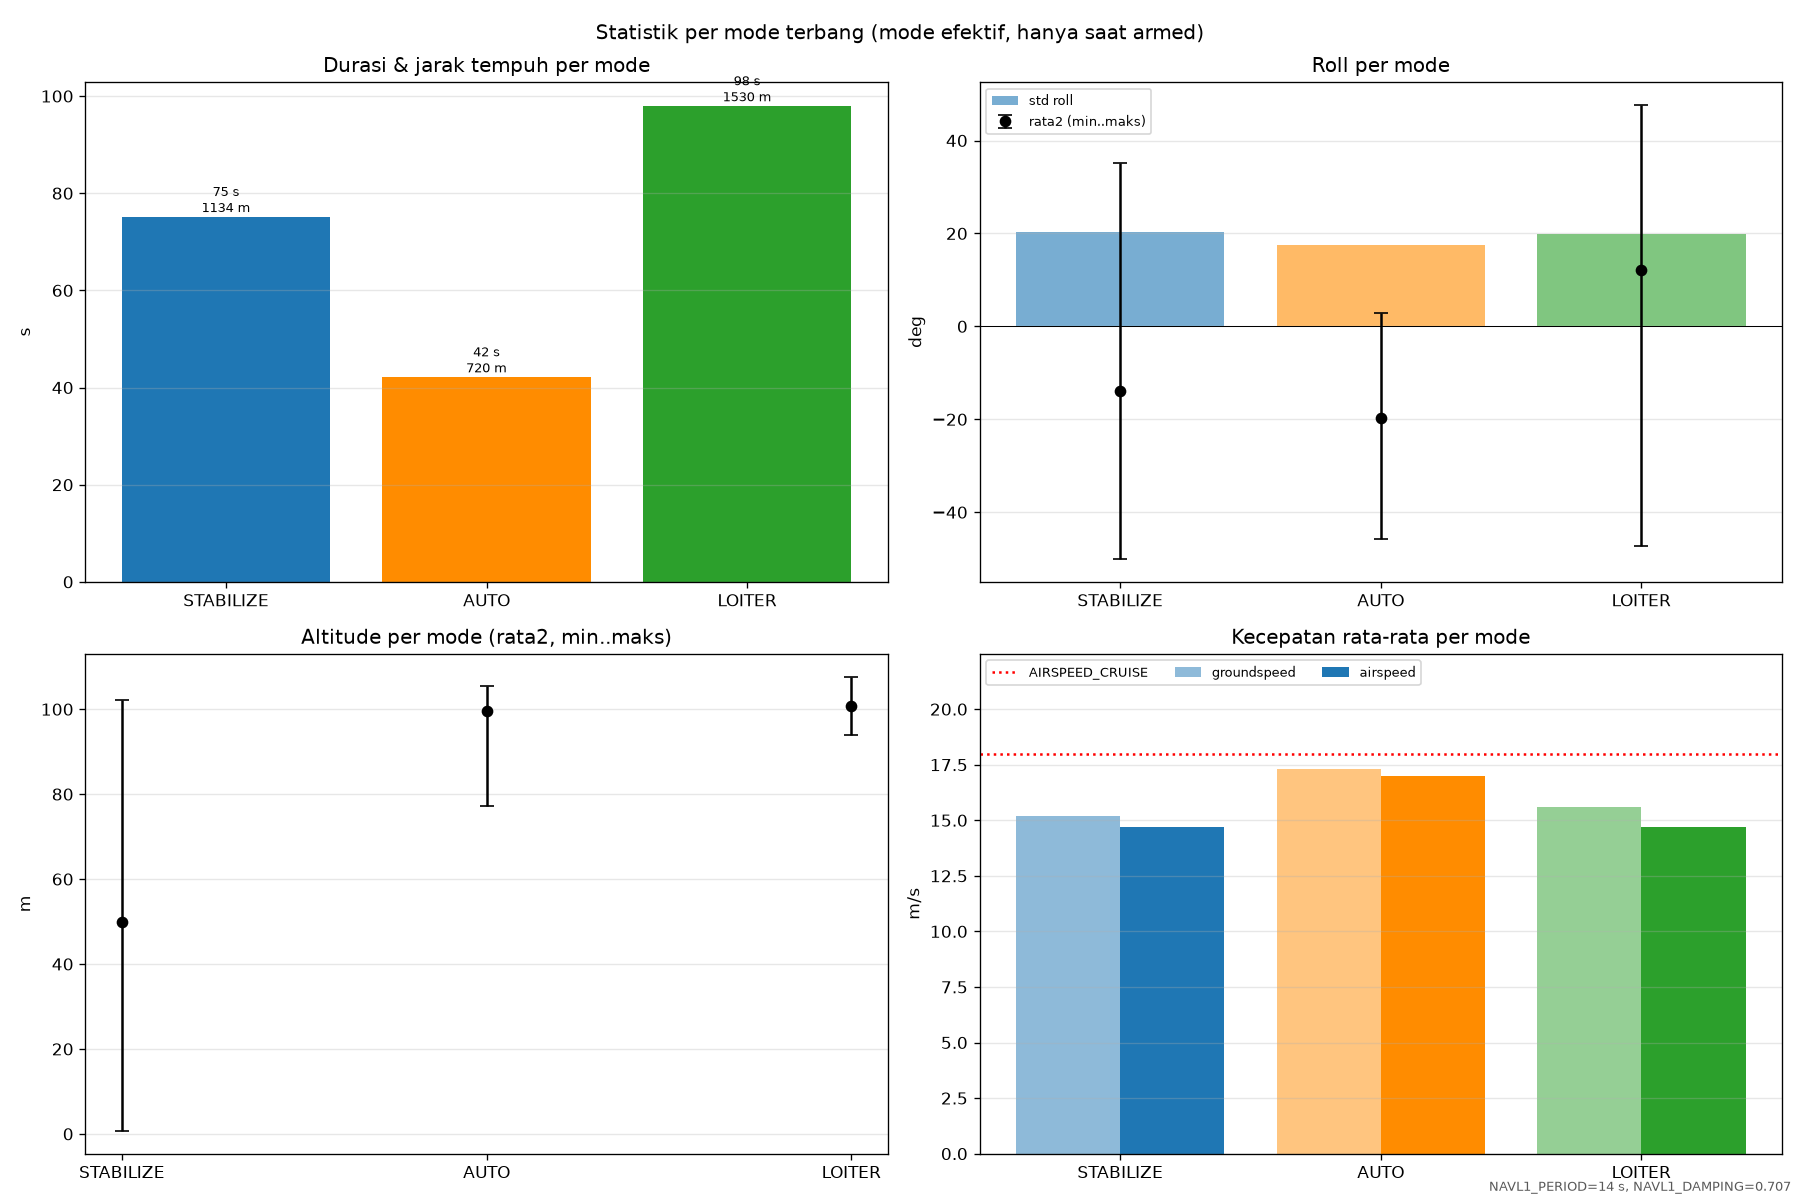 Statistik per mode terbang (mode efektif, hanya saat armed)
Durasi & jarak tempuh per mode
100
80
60
40
20
0
s
98 s
1530 m
75 s
1134 m
42 s
720 m
STABILIZE AUTO LOITER
Roll per mode
std roll
rata2 (min..maks)
40
20
0
−20
−40
deg
STABILIZE AUTO LOITER
Altitude per mode (rata2, min..maks)
100
80
60
40
20
0
m
STABILIZE AUTO LOITER
Kecepatan rata-rata per mode
AIRSPEED_CRUISE groundspeed airspeed
20.0
17.5
15.0
12.5
10.0
7.5
5.0
2.5
0.0
m/s
STABILIZE AUTO LOITER
NAVL1_PERIOD=14 s, NAVL1_DAMPING=0.707